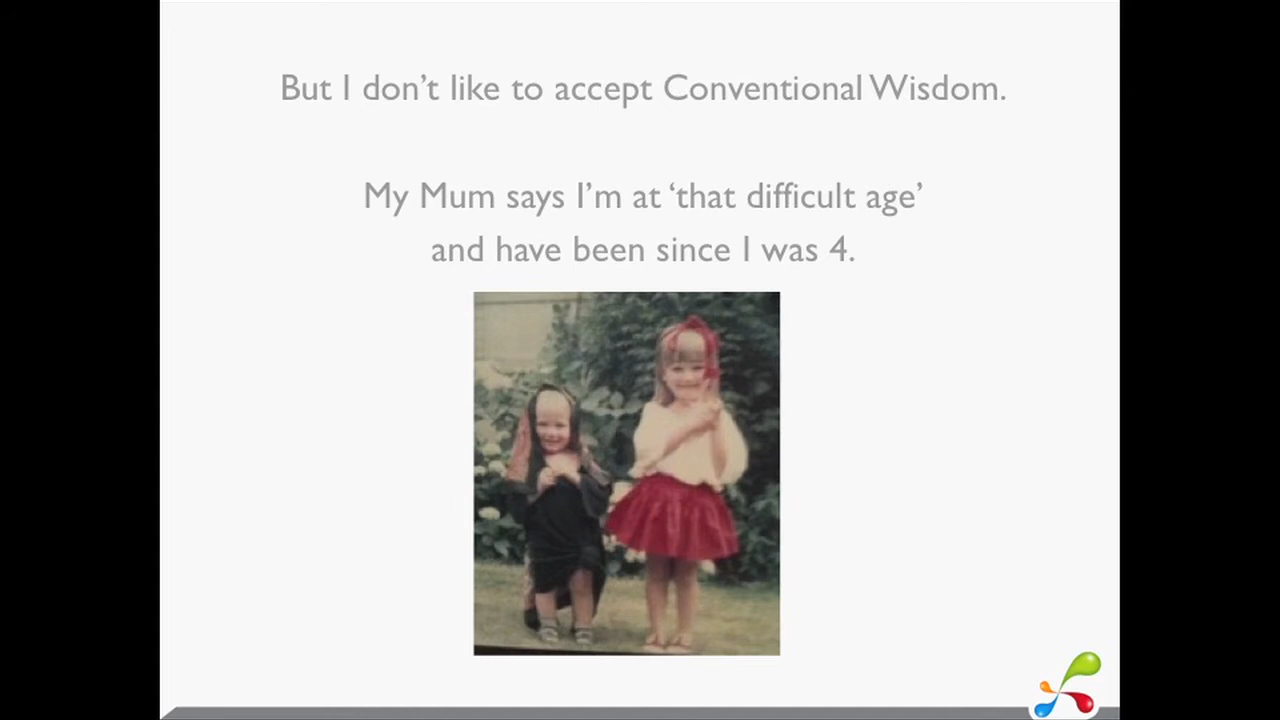 But I don’t like to accept Conventional Wisdom.
My Mum says I’m at ‘that difficult age’
and have been since I was 4.